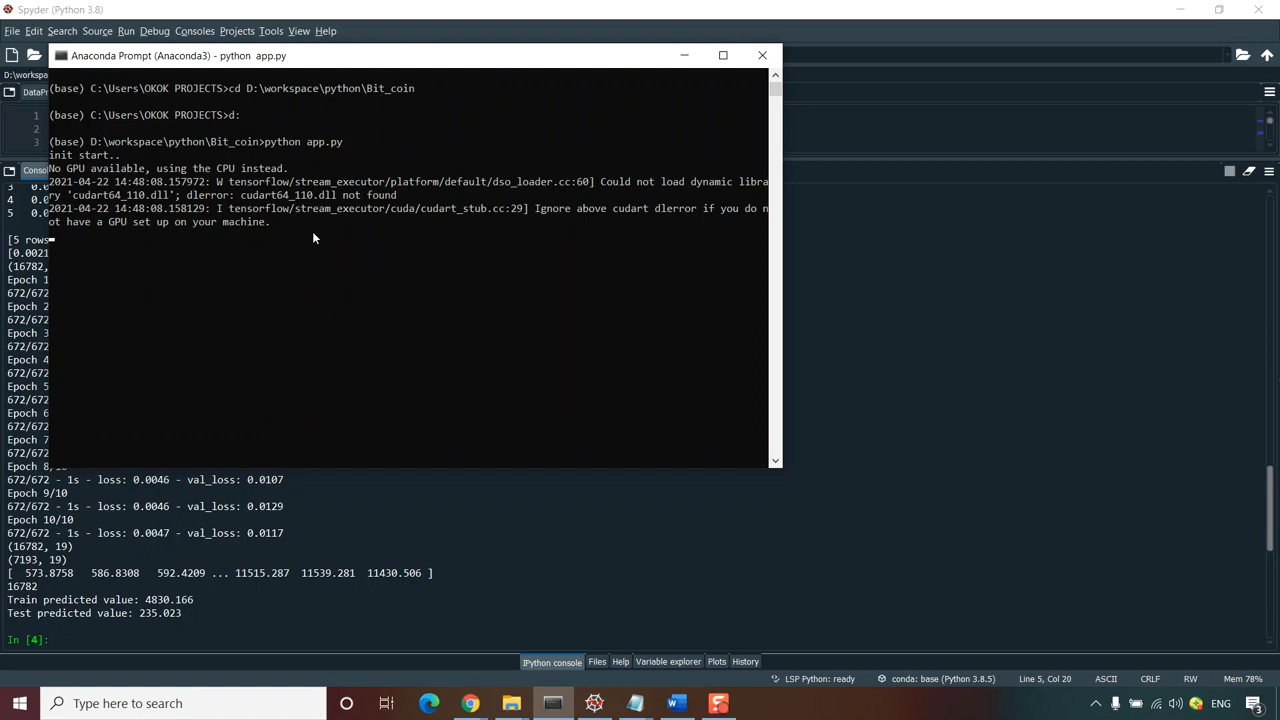 Spyder (Python 3.8)
File Edit Search Source Run Debug Consoles Projects Tools View Help
Anaconda Prompt (Anaconda3) - python  app.py
D:\workspa
(base) C:\Users\OKOK PROJECTS>cd D:\workspace\python\Bit_coin
DataPr
(base) C:\Users\OKOK PROJECTS>d:
1
2
3
(base) D:\workspace\python\Bit_coin>python app.py
init start..
No GPU available, using the CPU instead.
2021-04-22 14:48:08.157972: W tensorflow/stream_executor/platform/default/dso_loader.cc:60] Could not load dynamic libra
ry 'cudart64_110.dll'; dlerror: cudart64_110.dll not found
2021-04-22 14:48:08.158129: I tensorflow/stream_executor/cuda/cudart_stub.cc:29] Ignore above cudart dlerror if you do n
ot have a GPU set up on your machine.
Conso
3    0.0
4    0.0
5    0.0
[5 rows
[0.0021
(16782,
Epoch 1
672/672
Epoch 2
672/672
Epoch 3
672/672
Epoch 4
672/672
Epoch 5
672/672
Epoch 6
672/672
Epoch 7
672/672
Epoch 8/10
672/672 - 1s - loss: 0.0046 - val_loss: 0.0107
Epoch 9/10
672/672 - 1s - loss: 0.0046 - val_loss: 0.0129
Epoch 10/10
672/672 - 1s - loss: 0.0047 - val_loss: 0.0117
(16782, 19)
(7193, 19)
[  573.8758   586.8308   592.4209 ... 11515.287  11539.281  11430.506 ]
16782
Train predicted value: 4830.166
Test predicted value: 235.023
In [4]:
IPython console Files Help Variable explorer Plots History
LSP Python: ready conda: base (Python 3.8.5) Line 5, Col 20 ASCII CRLF RW Mem 78%
Type here to search
ENG
3